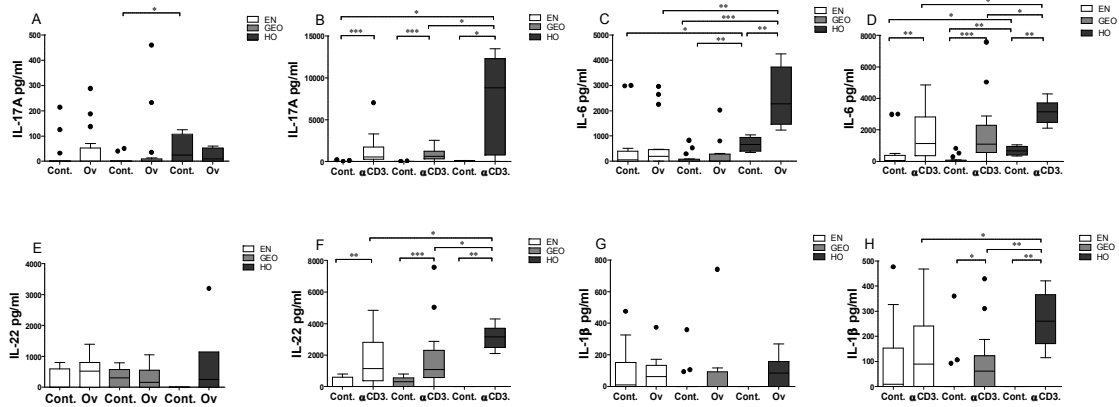 A
IL-17A pg/ml
500
400
300
200
100
0
*
EN
GEO
HO
Cont. Ov Cont. Ov Cont. Ov
B
IL-17A pg/ml
15000
10000
5000
0
*
*
*** *** *
EN
GEO
HO
Cont. αCD3. Cont. αCD3. Cont. αCD3.
C
IL-6 pg/ml
5000
4000
3000
2000
1000
0
**
***
* **
**
EN
GEO
HO
Cont. Ov Cont. Ov Cont. Ov
D
IL-6 pg/ml
8000
6000
4000
2000
0
*
* *
**
** *** **
EN
GEO
HO
Cont. αCD3. Cont. αCD3. Cont. αCD3.
E
IL-22 pg/ml
4000
3000
2000
1000
0
EN
GEO
HO
Cont. Ov Cont. Ov Cont. Ov
F
IL-22 pg/ml
8000
6000
4000
2000
0
*
*
** *** **
EN
GEO
HO
Cont. αCD3. Cont. αCD3. Cont. αCD3.
G
IL-1β pg/ml
800
600
400
200
0
EN
GEO
HO
Cont. Ov Cont. Ov Cont. Ov
H
IL-1β pg/ml
500
400
300
200
100
0
*
**
* **
EN
GEO
HO
Cont. αCD3. Cont. αCD3. Cont. αCD3.